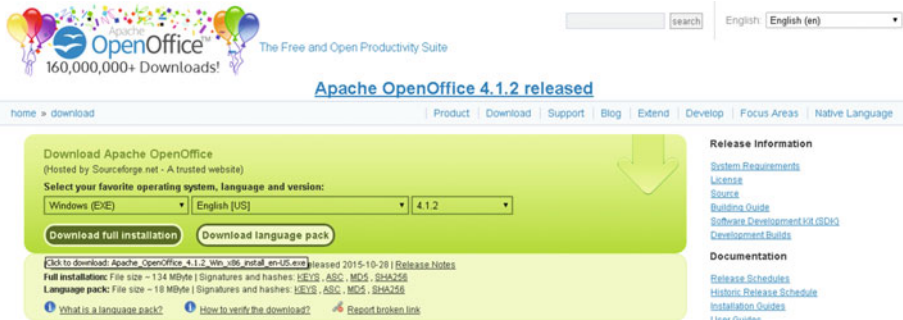 Apache
OpenOffice™
160,000,000+ Downloads!
The Free and Open Productivity Suite
search
English: English (en)
Apache OpenOffice 4.1.2 released
home » download
Product Download Support Blog Extend Develop Focus Areas Native Language
Download Apache OpenOffice
(Hosted by Sourceforge.net - A trusted website)
Select your favorite operating system, language and version:
Windows (EXE) English [US] 4.1.2
Download full installation Download language pack
Click to download: Apache_OpenOffice_4.1.2_Win_x86_install_en-US.exe eleased 2015-10-28 | Release Notes
Full installation: File size ~ 134 MByte | Signatures and hashes: KEYS , ASC , MD5 , SHA256
Language pack: File size ~ 18 MByte | Signatures and hashes: KEYS , ASC , MD5 , SHA256
What is a language pack? How to verify the download? Report broken link
Release Information
System Requirements
License
Source
Building Guide
Software Development Kit (SDK)
Development Builds
Documentation
Release Schedules
Historic Release Schedule
Installation Guides
User Guides